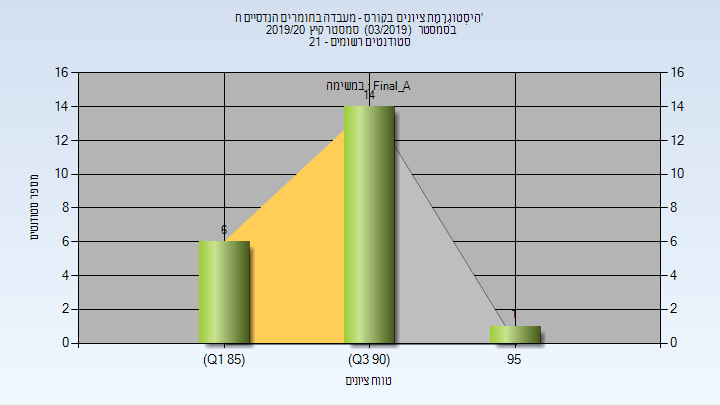 הִיסְטוֹגְרָמַת ציונים בקורס - מעבדה בחומרים הנדסיים ח'
בסמסטר (03/2019) סמסטר קיץ 2019/20
סטודנטים רשומים - 21
במשימה : Final_A
16
14
12
10
8
6
4
2
0
16
14
12
10
8
6
4
2
0
6
14
1
מספר סטודנטים
(Q1 85)
(Q3 90)
95
טווח ציונים